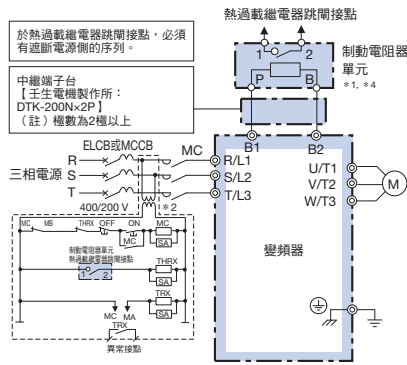 熱過載繼電器跳閘接點
於熱過載繼電器跳閘接點，必須
有遮斷電源側的序列。
1 2
制動電阻器
單元
*1, *4
P B
中繼端子台
【壬生電機製作所：
DTK-200N×2P】
（註）極數為2極以上
B1 B2
ELCB或MCCB MC
三相電源
R R/L1
S S/L2
T T/L3
U/T1
V/T2
W/T3
M
400/200 V *2
變頻器
MC MB THRX OFF ON MC
MC SA
制動電阻器單元
熱過載繼電器跳閘接點
1 2
THRX
SA
TRX
SA
MC MA
TRX
異常接點